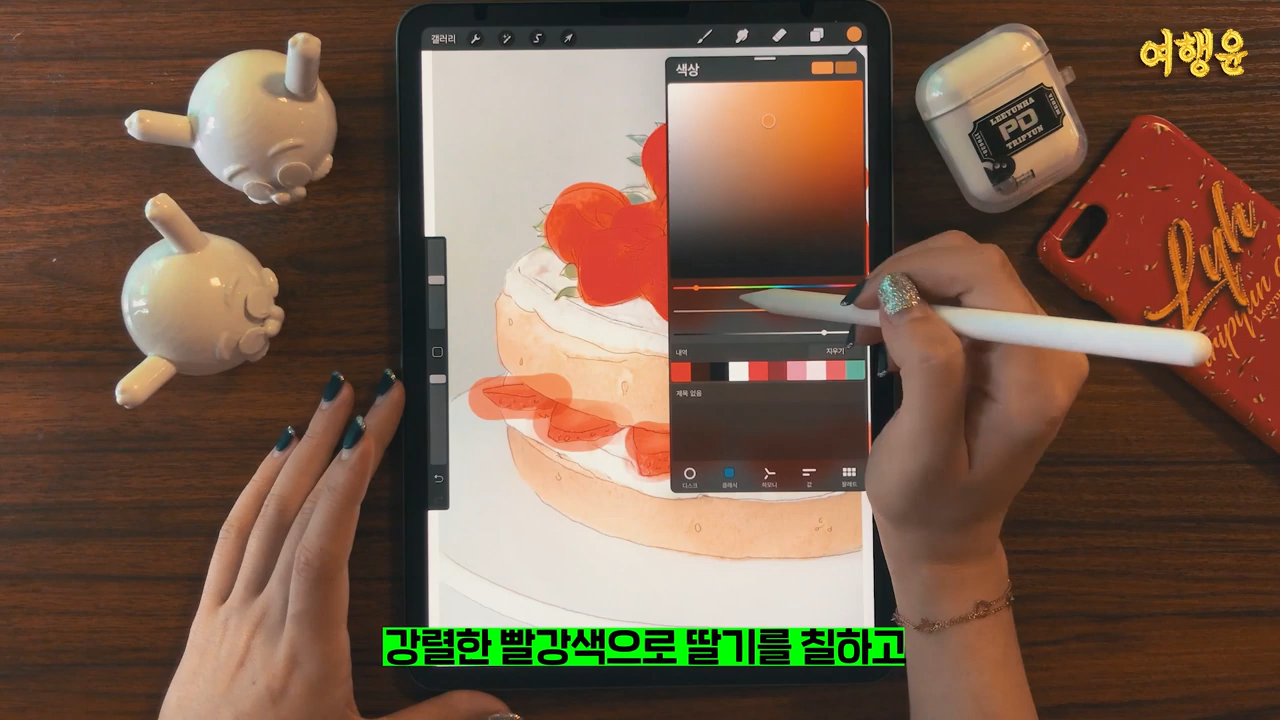 갤러리
여행윤
색상
LEEYUNHA
PD
TRIPYUN
Lyh
내역
지우기
제목 없음
디스크
클래식
하모니
값
팔레트
강렬한 빨강색으로 딸기를 칠하고